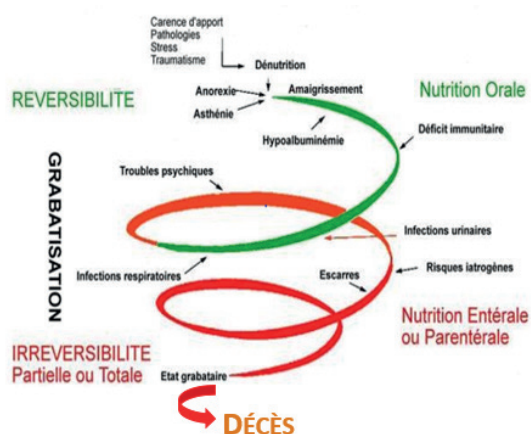 Carence d'apport
Pathologies
Stress
Traumatisme
Dénutrition
Anorexie
Amaigrissement
Asthénie
REVERSIBILITE
Nutrition Orale
Hypoalbuminémie
Déficit immunitaire
Troubles psychiques
GRABATISATION
Infections urinaires
Infections respiratoires
Escarres
Risques iatrogènes
IRREVERSIBILITE
Partielle ou Totale
Nutrition Entérale
ou Parentérale
Etat grabataire
DÉCÈS